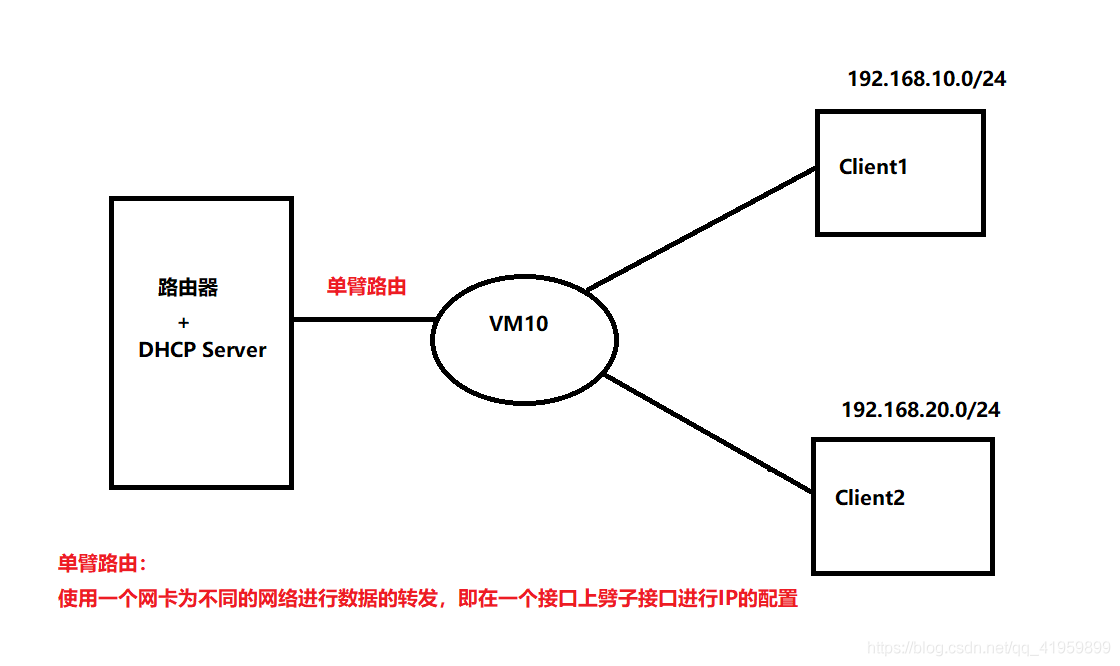 192.168.10.0/24
Client1
路由器
+
DHCP Server
单臂路由
VM10
192.168.20.0/24
Client2
单臂路由：
使用一个网卡为不同的网络进行数据的转发，即在一个接口上劈子接口进行IP的配置
https://blog.csdn.net/qq_41959899